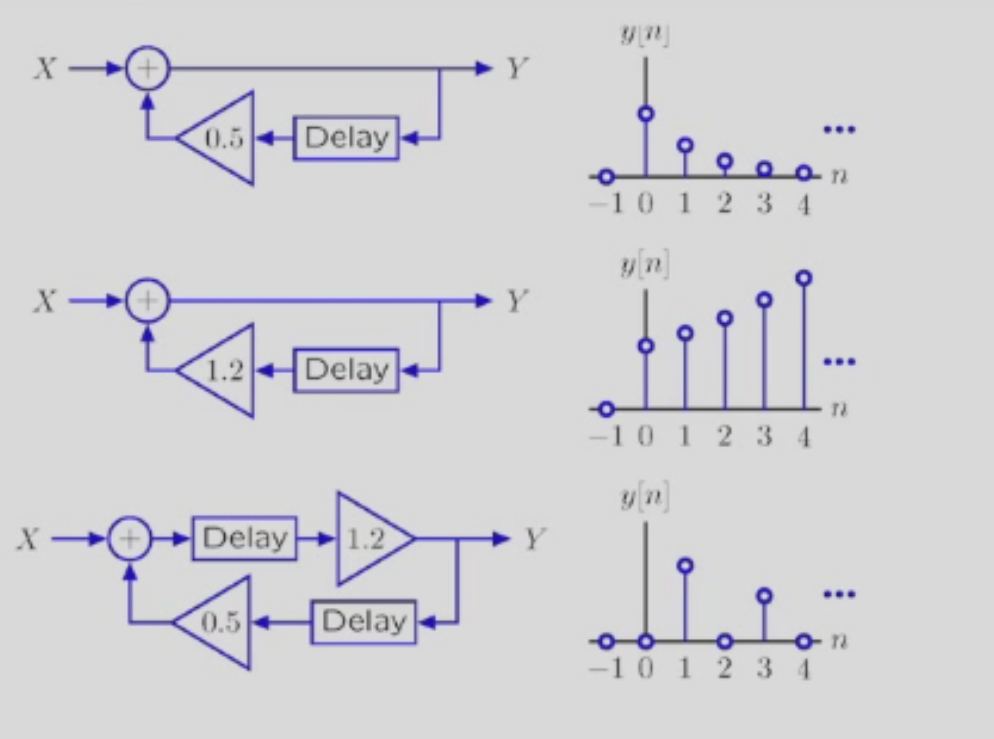 y[n]
X + Y
0.5 Delay
...
n
−1 0 1 2 3 4
y[n]
X + Y
1.2 Delay
...
n
−1 0 1 2 3 4
y[n]
X + Delay 1.2 Y
0.5 Delay
...
n
−1 0 1 2 3 4